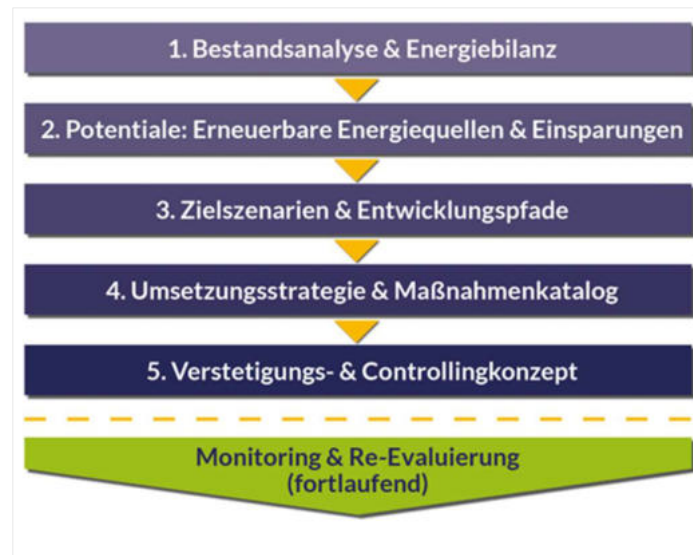 1. Bestandsanalyse & Energiebilanz
2. Potentiale: Erneuerbare Energiequellen & Einsparungen
3. Zielszenarien & Entwicklungspfade
4. Umsetzungsstrategie & Maßnahmenkatalog
5. Verstetigungs- & Controllingkonzept
Monitoring & Re-Evaluierung
(fortlaufend)